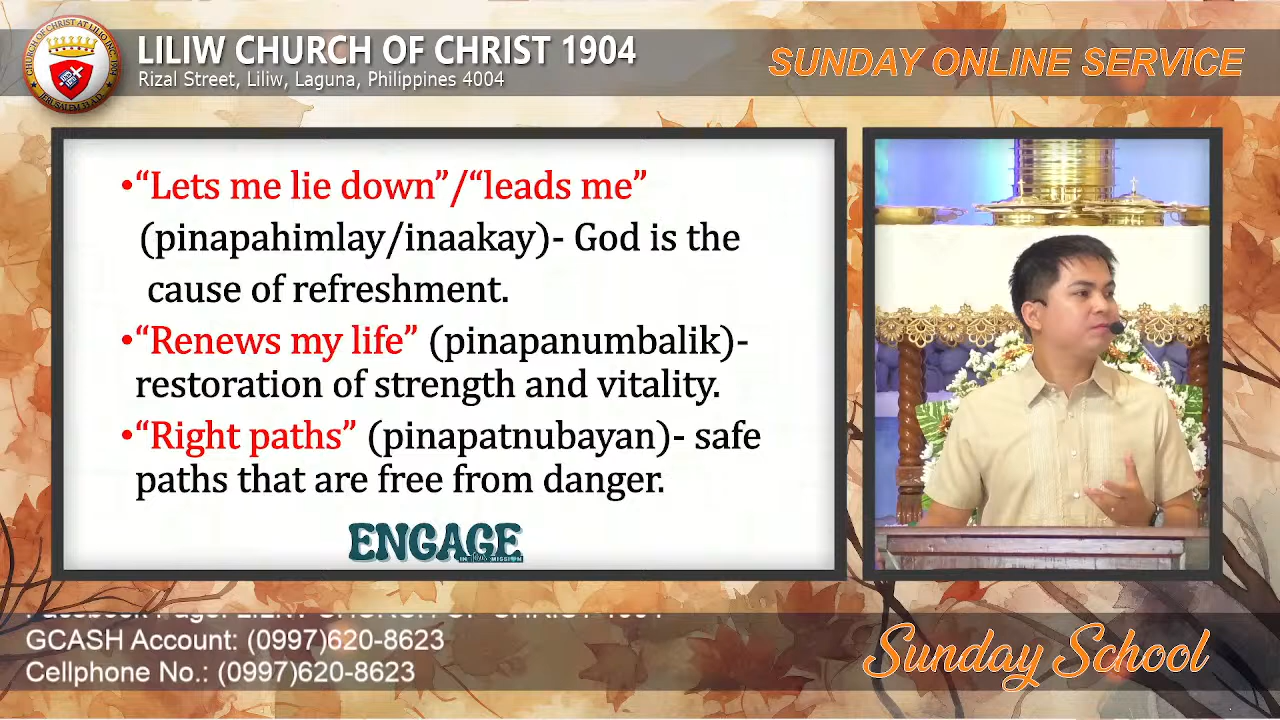 LILIW CHURCH OF CHRIST 1904
Rizal Street, Liliw, Laguna, Philippines 4004
SUNDAY ONLINE SERVICE
•“Lets me lie down”/“leads me”
(pinapahimlay/inaakay)- God is the
cause of refreshment.
•“Renews my life” (pinapanumbalik)-
restoration of strength and vitality.
•“Right paths” (pinapatnubayan)- safe
paths that are free from danger.
ENGAGE
GCASH Account: (0997)620-8623
Cellphone No.: (0997)620-8623
Sunday School